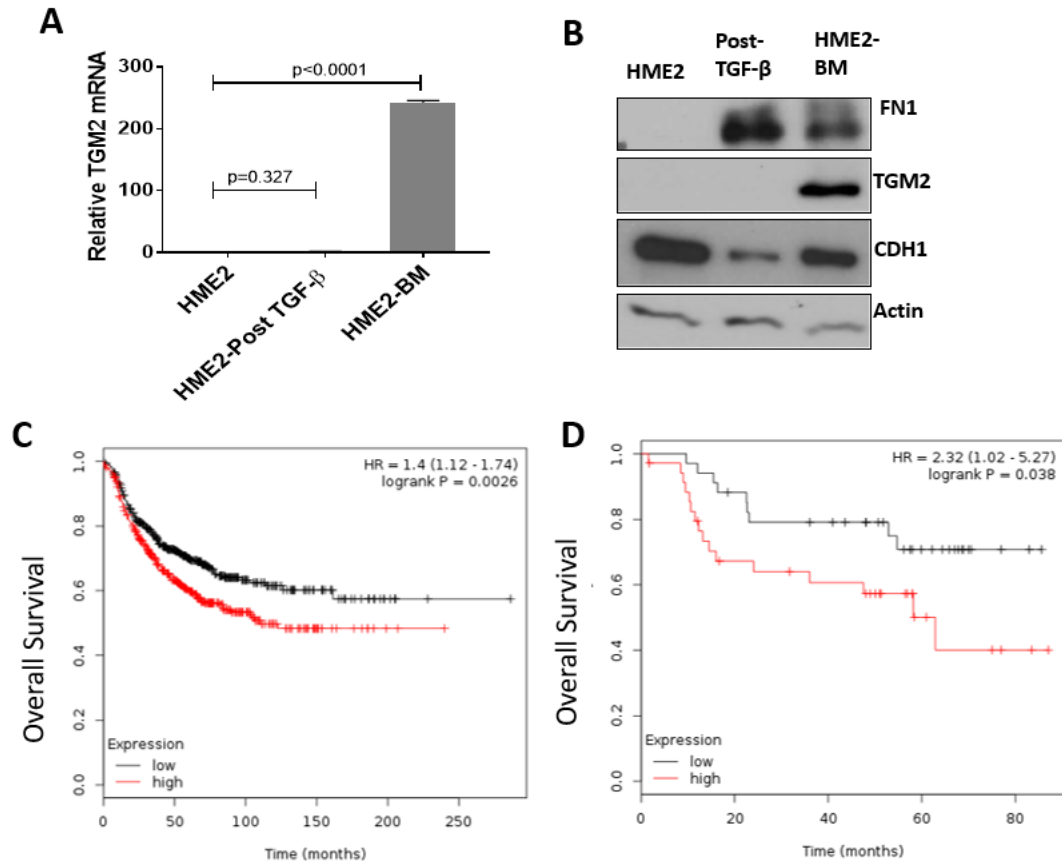 A
Relative TGM2 mRNA
300
200
100
0
p<0.0001
p=0.327
HME2
HME2-Post TGF-β
HME2-BM
B
HME2
Post-
TGF-β
HME2-
BM
FN1
TGM2
CDH1
Actin
C
Overall Survival
1.0
0.8
0.6
0.4
0.2
0.0
HR = 1.4 (1.12 - 1.74)
logrank P = 0.0026
Expression
low
high
0 50 100 150 200 250
Time (months)
D
Overall Survival
1.0
0.8
0.6
0.4
0.2
0.0
HR = 2.32 (1.02 - 5.27)
logrank P = 0.038
Expression
low
high
0 20 40 60 80
Time (months)